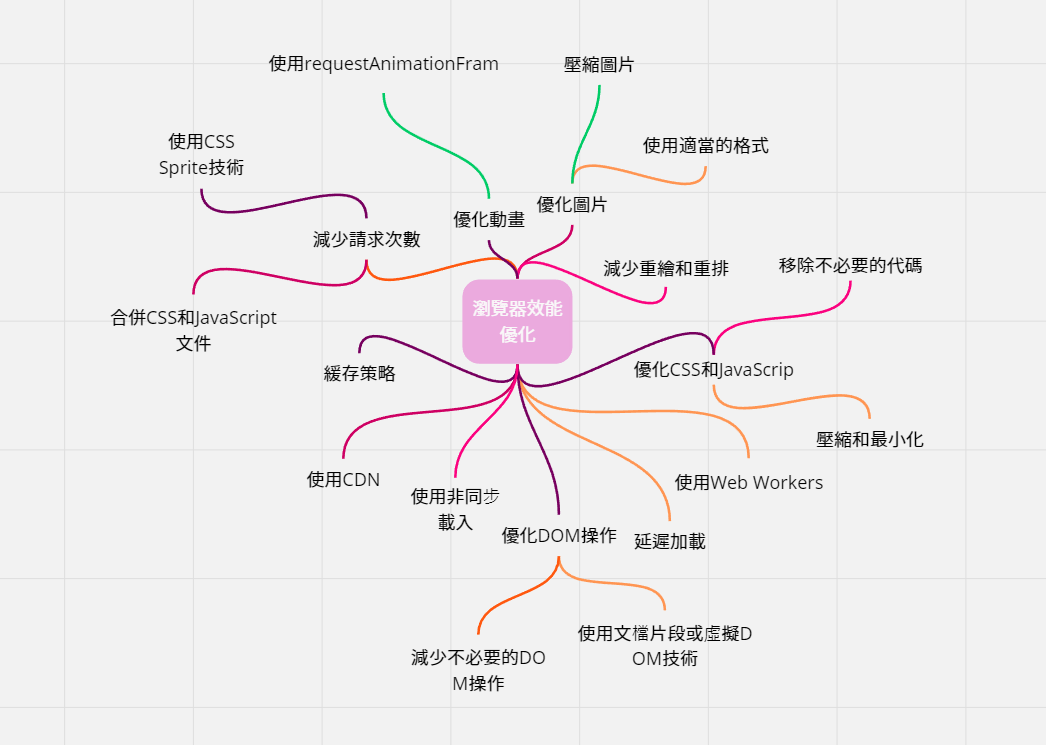 使用requestAnimationFram
壓縮圖片
使用CSS
Sprite技術
使用適當的格式
優化動畫
優化圖片
減少請求次數
減少重繪和重排
移除不必要的代碼
合併CSS和JavaScript
文件
瀏覽器效能
優化
緩存策略
優化CSS和JavaScrip
壓縮和最小化
使用CDN
使用非同步
載入
使用Web Workers
優化DOM操作
延遲加載
減少不必要的DO
M操作
使用文檔片段或虛擬D
OM技術